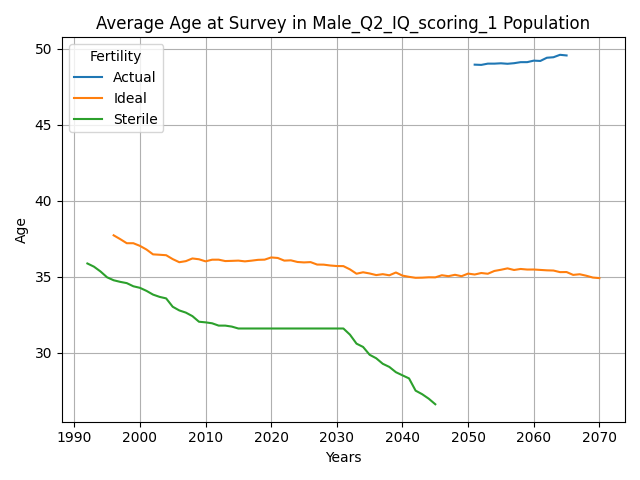 Average Age at Survey in Male_Q2_IQ_scoring_1 Population
Fertility
Actual
Ideal
Sterile
Age
50
45
40
35
30
1990 2000 2010 2020 2030 2040 2050 2060 2070
Years